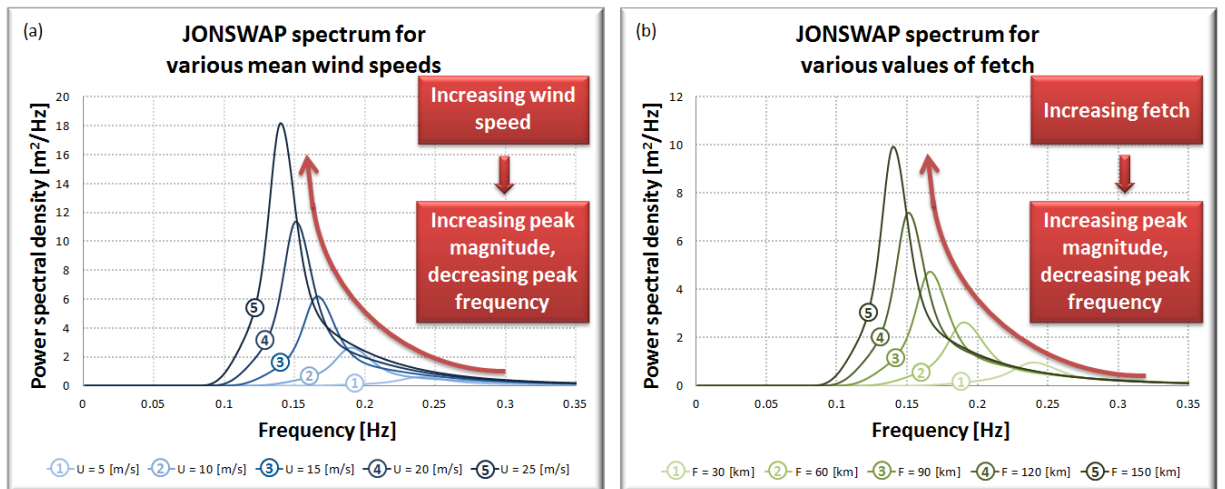 (a)
JONSWAP spectrum for
various mean wind speeds
Increasing wind
speed
Increasing peak
magnitude,
decreasing peak
frequency
Power spectral density [m²/Hz]
20
18
16
14
12
10
8
6
4
2
0
5
4
3
2
1
0 0.05 0.1 0.15 0.2 0.25 0.3 0.35
Frequency [Hz]
1 U = 5 [m/s] 2 U = 10 [m/s] 3 U = 15 [m/s] 4 U = 20 [m/s] 5 U = 25 [m/s]
(b)
JONSWAP spectrum for
various values of fetch
Increasing fetch
Increasing peak
magnitude,
decreasing peak
frequency
Power spectral density [m²/Hz]
12
10
8
6
4
2
0
5
4
3
2
1
0 0.05 0.1 0.15 0.2 0.25 0.3 0.35
Frequency [Hz]
1 F = 30 [km] 2 F = 60 [km] 3 F = 90 [km] 4 F = 120 [km] 5 F = 150 [km]